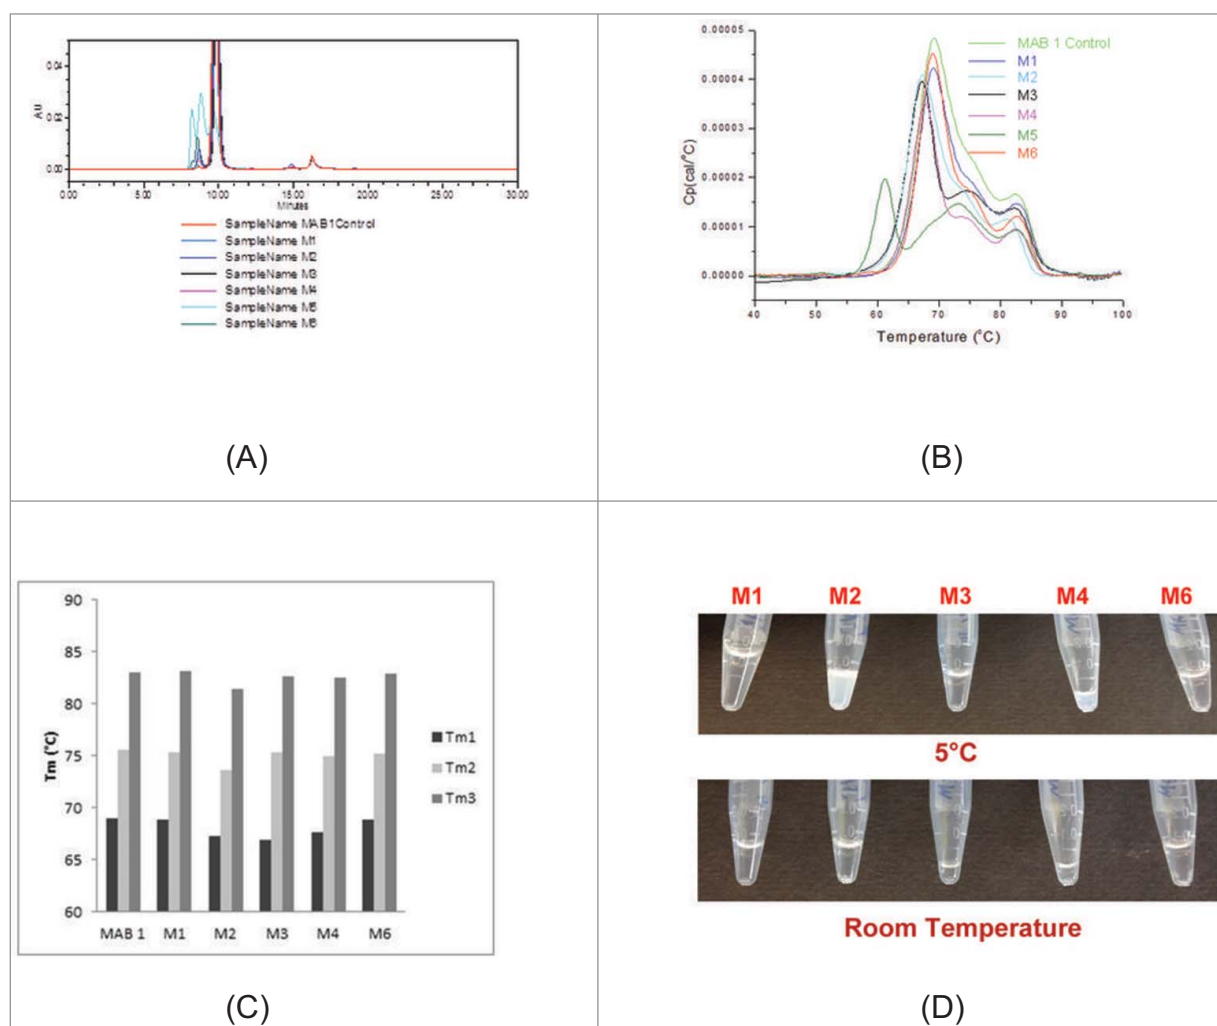 0.04
0.02
0.00
AU
0.00
5.00
10.00
15.00
20.00
25.00
30.00
Minutes
SampleName MAB1Control
SampleName M1
SampleName M2
SampleName M3
SampleName M4
SampleName M5
SampleName M6
(A)
0.00005
0.00004
0.00003
0.00002
0.00001
0.00000
Cp(cal/°C)
MAB 1 Control
M1
M2
M3
M4
M5
M6
40 50 60 70 80 90 100
Temperature (°C)
(B)
90
85
80
75
70
65
60
Tm (°C)
Tm1
Tm2
Tm3
MAB 1 M1 M2 M3 M4 M6
(C)
M1 M2 M3 M4 M6
5°C
Room Temperature
(D)